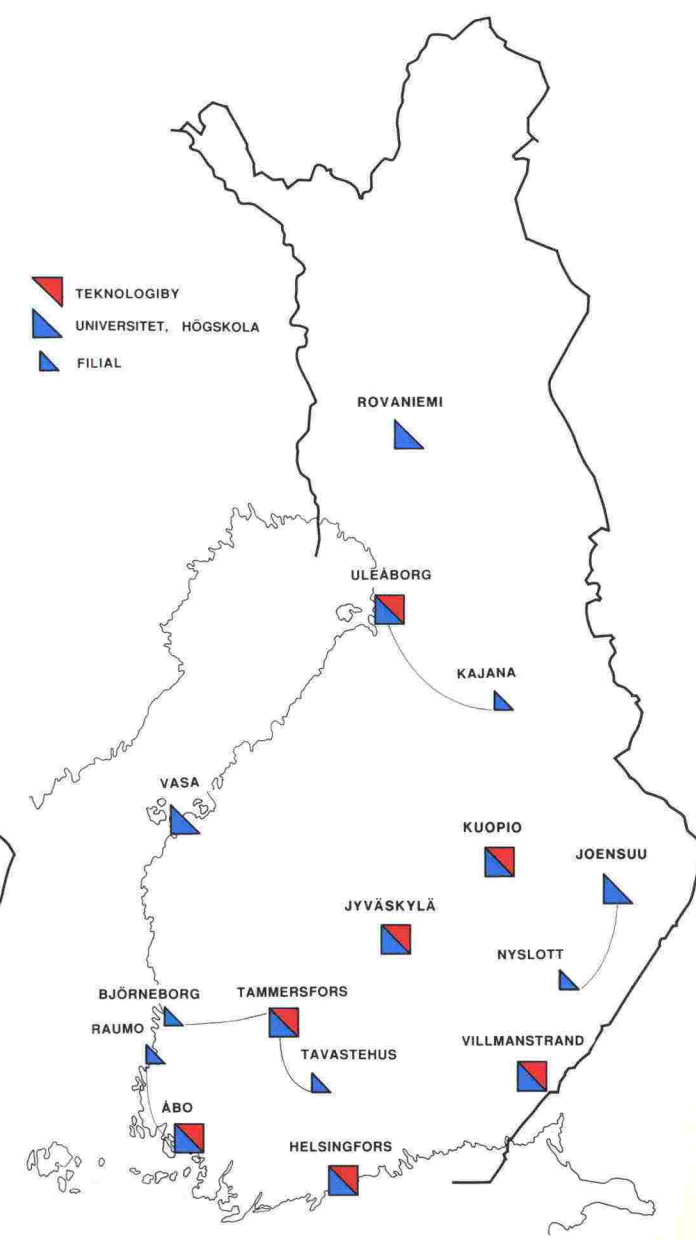 TEKNOLOGIBY
UNIVERSITET, HÖGSKOLA
FILIAL
ROVANIEMI
ULEÅBORG
KAJANA
VASA
KUOPIO
JOENSUU
JYVÄSKYLÄ
NYSLOTT
BJÖRNEBORG
TAMMERSFORS
RAUMO
VILLMANSTRAND
TAVASTEHUS
ÅBO
HELSINGFORS